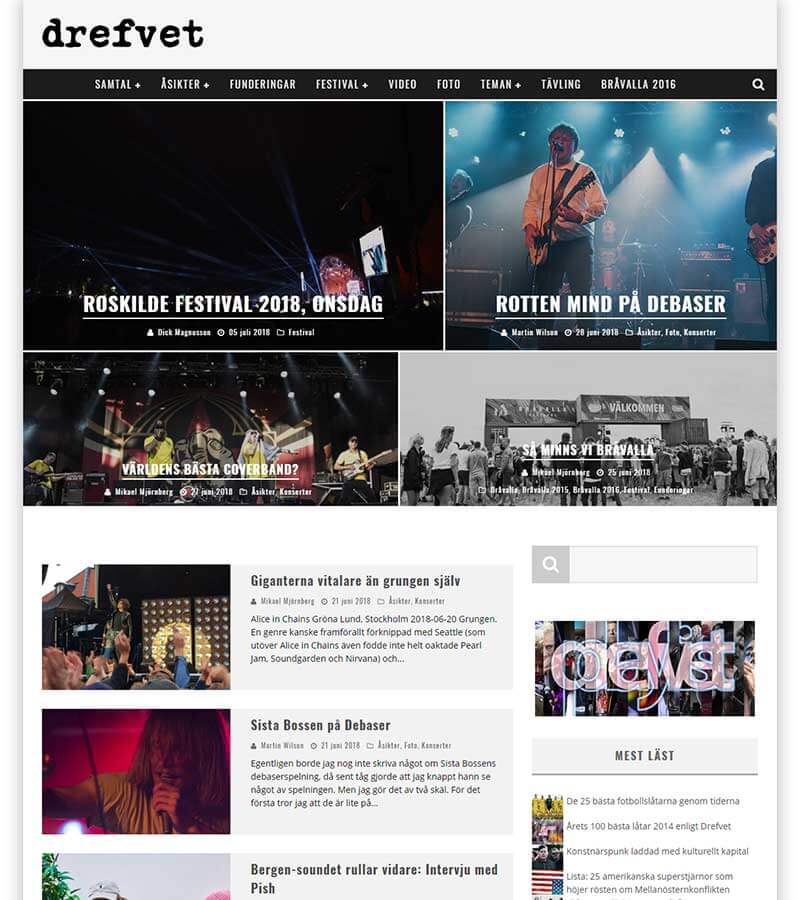 drefvet
SAMTAL + ÅSIKTER + FUNDERINGAR FESTIVAL + VIDEO FOTO TEMAN + TÄVLING BRÅVALLA 2016
ROSKILDE FESTIVAL 2018, ONSDAG
Dick Magnusson 05 juli 2018 Festival
ROTTEN MIND PÅ DEBASER
Martin Wilson 28 juni 2018 Åsikter, Foto, Konserter
VÄRLDENS BÄSTA COVERBAND?
Mikael Mjörnberg 27 juni 2018 Åsikter, Konserter
VÄLKOMMEN
SÅ MINNS VI BRÅVALLA
Mikael Mjörnberg 25 juni 2018
Bråvalla, Bråvalla 2015, Bråvalla 2016, Festival, Funderingar
Giganterna vitalare än grungen själv
Mikael Mjörnberg 21 juni 2018 Åsikter, Konserter
Alice in Chains Gröna Lund, Stockholm 2018-06-20 Grungen.
En genre kanske framförallt förknippad med Seattle (som
utöver Alice in Chains även födde inte helt oaktade Pearl
Jam, Soundgarden och Nirvana) och...
Sista Bossen på Debaser
Martin Wilson 21 juni 2018 Åsikter, Foto, Konserter
Egentligen borde jag nog inte skriva något om Sista Bossens
debaserspelning, då sent tåg gjorde att jag knappt hann se
något av spelningen. Men jag gör det av två skäl. För det
första tror jag att de är lite på...
Bergen-soundet rullar vidare: Intervju med
Pish
drefvet
MEST LÄST
De 25 bästa fotbollslåtarna genom tiderna
Årets 100 bästa låtar 2014 enligt Drefvet
Konstnärspunk laddad med kulturellt kapital
Lista: 25 amerikanska superstjärnor som
höjer rösten om Mellanösternkonflikten